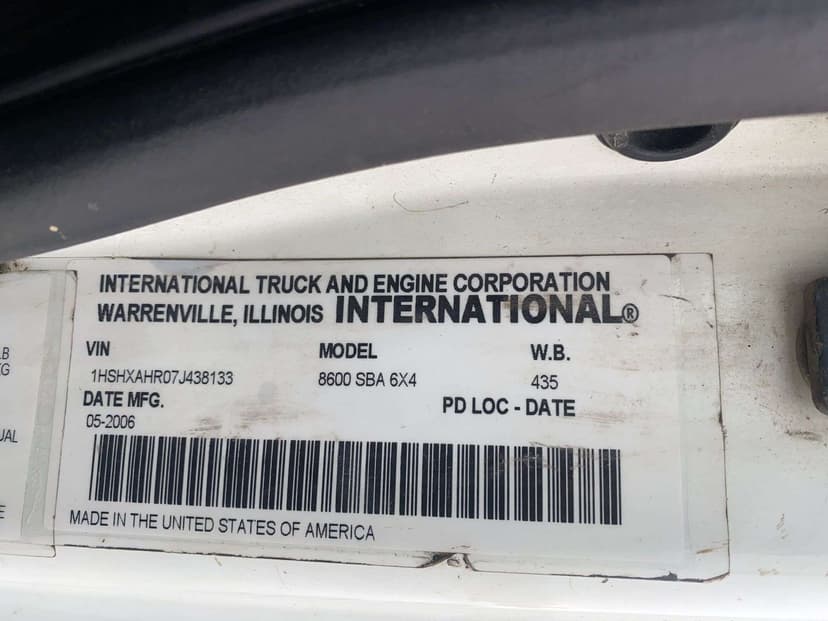 INTERNATIONAL TRUCK AND ENGINE CORPORATION
WARRENVILLE, ILLINOIS INTERNATIONAL®
VIN MODEL W.B.
1HSHXAHR07J438133 8600 SBA 6X4 435
DATE MFG. PD LOC - DATE
05-2006
MADE IN THE UNITED STATES OF AMERICA